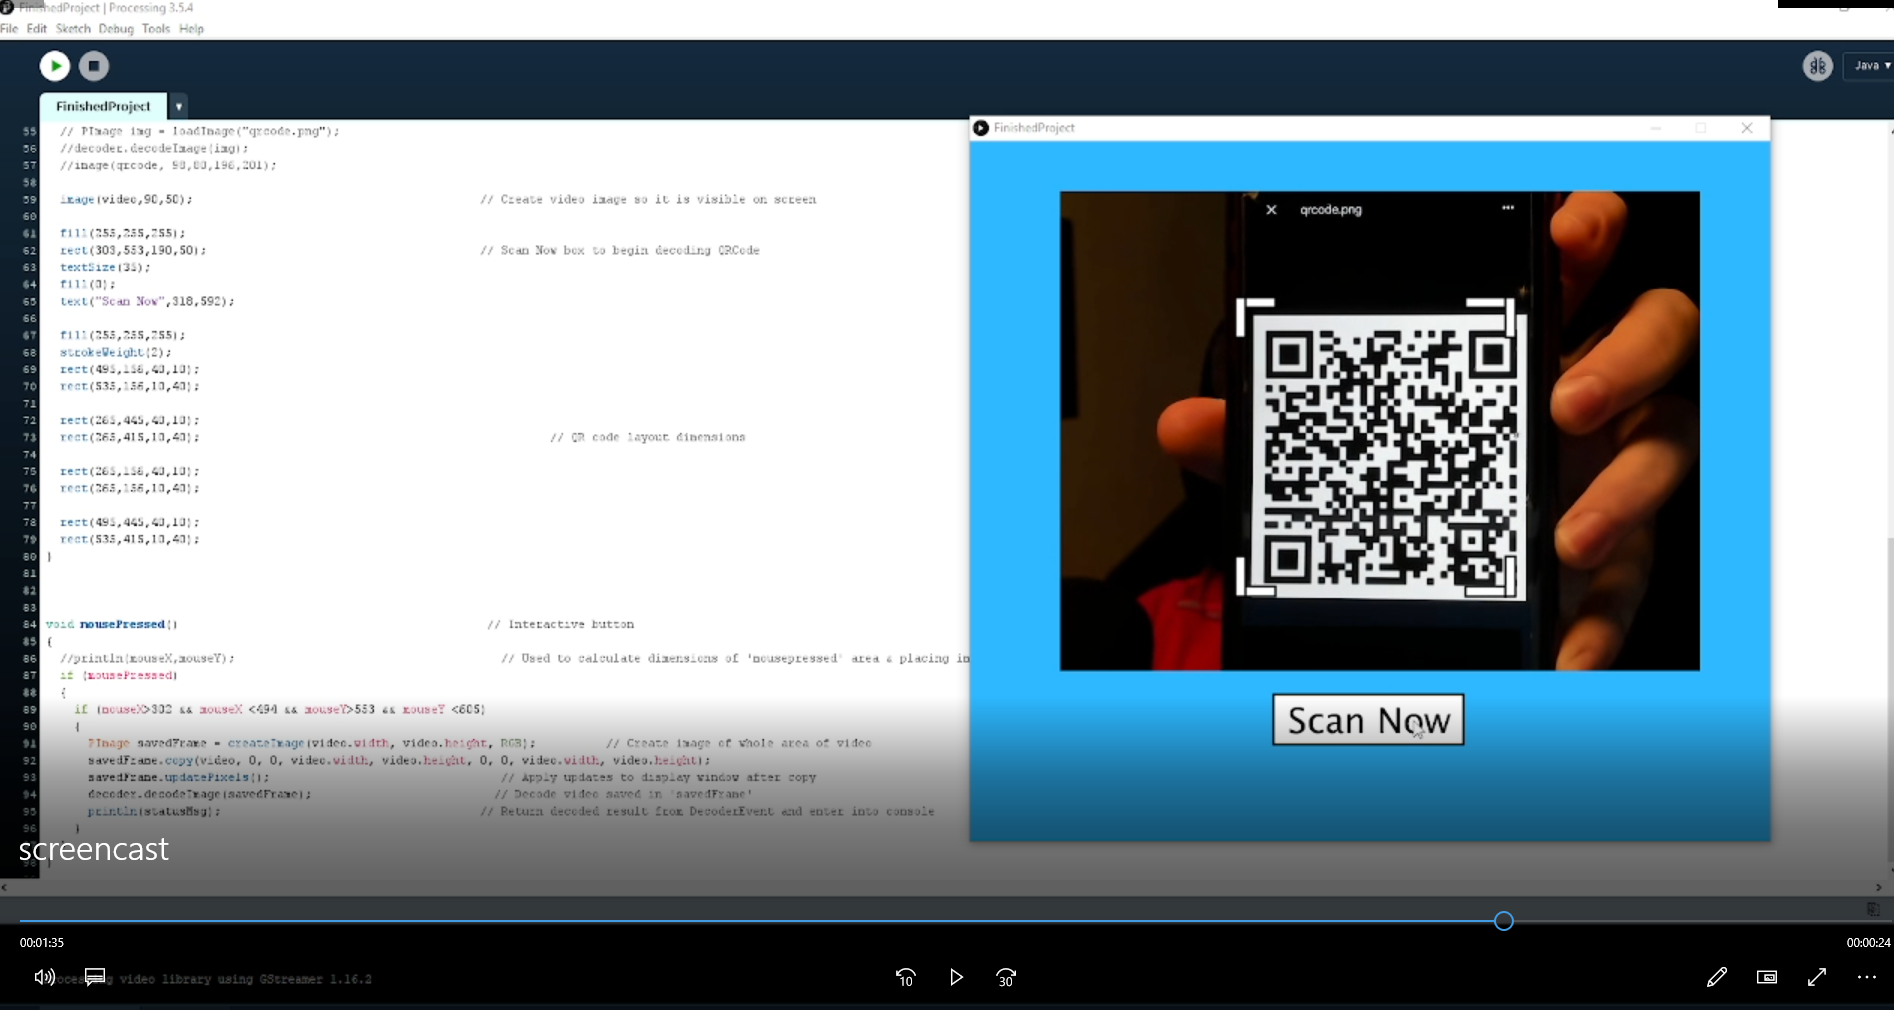 FinishedProject | Processing 3.5.4
File Edit Sketch Debug Tools Help
Java
FinishedProject
55 // PImage img = loadImage("qrcode.png");
56 //decoder.decodeImage(img);
57 //image(qrcode, 98,80,196,201);
58
59 image(video,90,50); // Create video image so it is visible on screen
60
61 fill(255,255,255);
62 rect(303,553,190,50); // Scan Now box to begin decoding QRCode
63 textSize(35);
64 fill(0);
65 text("Scan Now",318,592);
66
67 fill(255,255,255);
68 strokeWeight(2);
69 rect(495,156,40,10);
70 rect(535,156,10,40);
71
72 rect(265,445,40,10);
73 rect(265,415,10,40); // QR code layout dimensions
74
75 rect(265,156,40,10);
76 rect(265,156,10,40);
77
78 rect(495,445,40,10);
79 rect(535,415,10,40);
80 }
81
82
83
84 void mousePressed() // Interactive button
85 {
86 //println(mouseX,mouseY); // Used to calculate dimensions of 'mousepressed' area & placing in
87 if (mousePressed)
88 {
89 if (mouseX>302 && mouseX <494 && mouseY>553 && mouseY <605)
90 {
91 PImage savedFrame = createImage(video.width, video.height, RGB); // Create image of whole area of video
92 savedFrame.copy(video, 0, 0, video.width, video.height, 0, 0, video.width, video.height);
93 savedFrame.updatePixels(); // Apply updates to display window after copy
94 decoder.decodeImage(savedFrame); // Decode video saved in 'savedFrame'
95 println(statusMsg); // Return decoded result from DecoderEvent and enter into console
96 }
FinishedProject
qrcode.png
Scan Now
screencast
00:01:35
00:00:24
video library using GStreamer 1.16.2
10
30